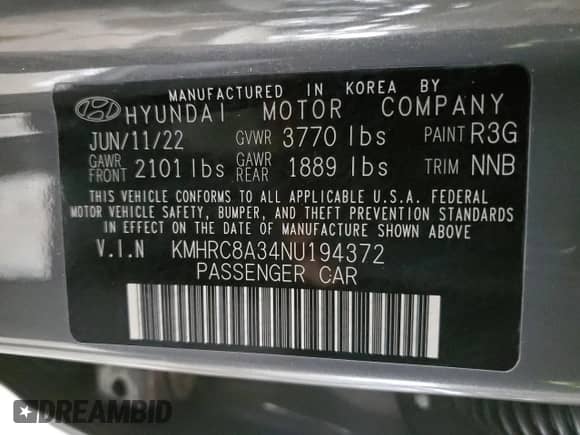 MANUFACTURED IN KOREA BY
HYUNDAI MOTOR COMPANY
JUN/11/22 GVWR 3770 lbs PAINT R3G
GAWR FRONT 2101 lbs GAWR REAR 1889 lbs TRIM NNB
THIS VEHICLE CONFORMS TO ALL APPLICABLE U.S.A. FEDERAL
MOTOR VEHICLE SAFETY, BUMPER, AND THEFT PREVENTION STANDARDS
IN EFFECT ON THE DATE OF MANUFACTURE SHOWN ABOVE.
V.I.N KMHRC8A34NU194372
PASSENGER CAR
DREAMBID